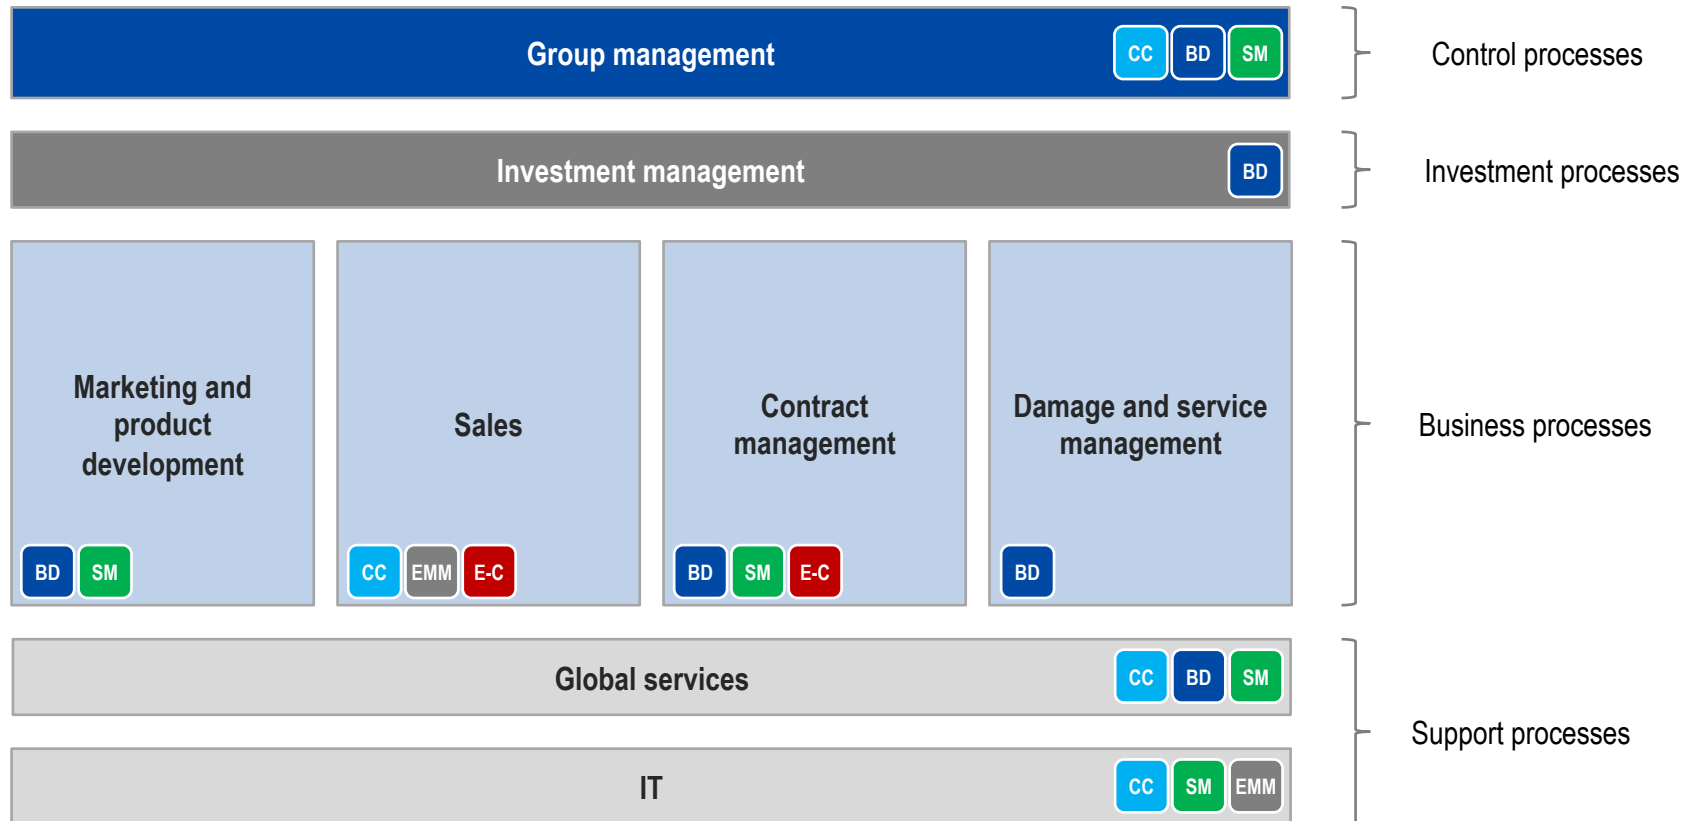 Group management
CC BD SM
Control processes
Investment management
BD
Investment processes
Marketing and
product
development
BD SM
Sales
CC EMM E-C
Contract
management
BD SM E-C
Damage and service
management
BD
Business processes
Global services
CC BD SM
IT
CC SM EMM
Support processes